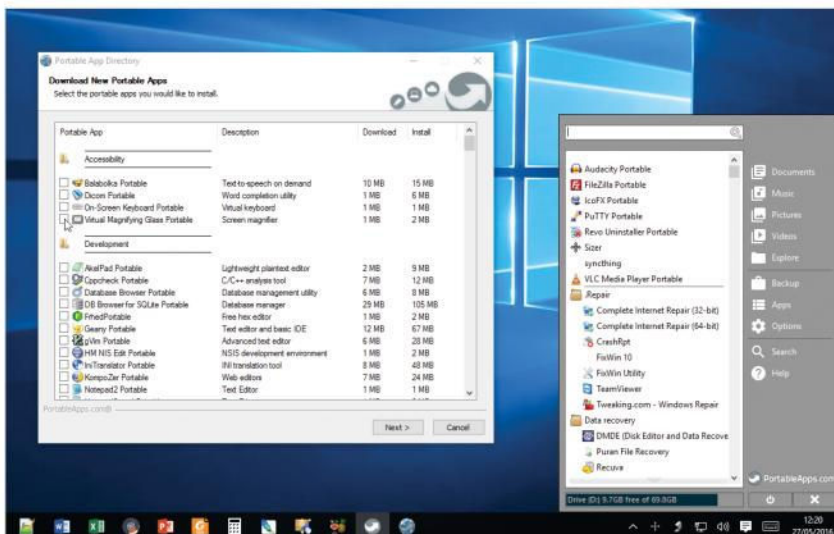 Portable App Directory
Download New Portable Apps
Select the portable apps you would like to install.
Portable App Description Download Install
Accessibility
Balabolka Portable Text-to-speech on demand 10 MB 15 MB
Dicom Portable Word completion utility 1 MB 6 MB
On-Screen Keyboard Portable Virtual keyboard 1 MB 1 MB
Virtual Magnifying Glass Portable Screen magnifier 1 MB 2 MB
Development
AkelPad Portable Lightweight plaintext editor 2 MB 9 MB
Cppcheck Portable C/C++ analysis tool 7 MB 12 MB
Database Browser Portable Database management utility 6 MB 8 MB
DB Browser for SQLite Portable Database manager 29 MB 105 MB
FrhedPortable Free hex editor 1 MB 2 MB
Geany Portable Text editor and basic IDE 12 MB 67 MB
gVim Portable Advanced text editor 6 MB 28 MB
HM NIS Edit Portable NSIS development environment 1 MB 2 MB
IniTranslator Portable INI translation tool 8 MB 48 MB
KompoZer Portable Web editors 7 MB 24 MB
Notepad2 Portable Text Editor 1 MB 1 MB
PortableApps.com®
Next > Cancel
Audacity Portable
FileZilla Portable
IcoFX Portable
PuTTY Portable
Revo Uninstaller Portable
Sizer
syncthing
VLC Media Player Portable
.Repair
Complete Internet Repair (32-bit)
Complete Internet Repair (64-bit)
CrashRpt
FixWin 10
FixWin Utility
TeamViewer
Tweaking.com - Windows Repair
Data recovery
DMDE (Disk Editor and Data Recove
Puran File Recovery
Recuva
Documents
Music
Pictures
Videos
Explore
Backup
Apps
Options
Search
Help
PortableApps.com
Drive (D:) 9.7GB free of 69.8GB
12:20
27/05/2016